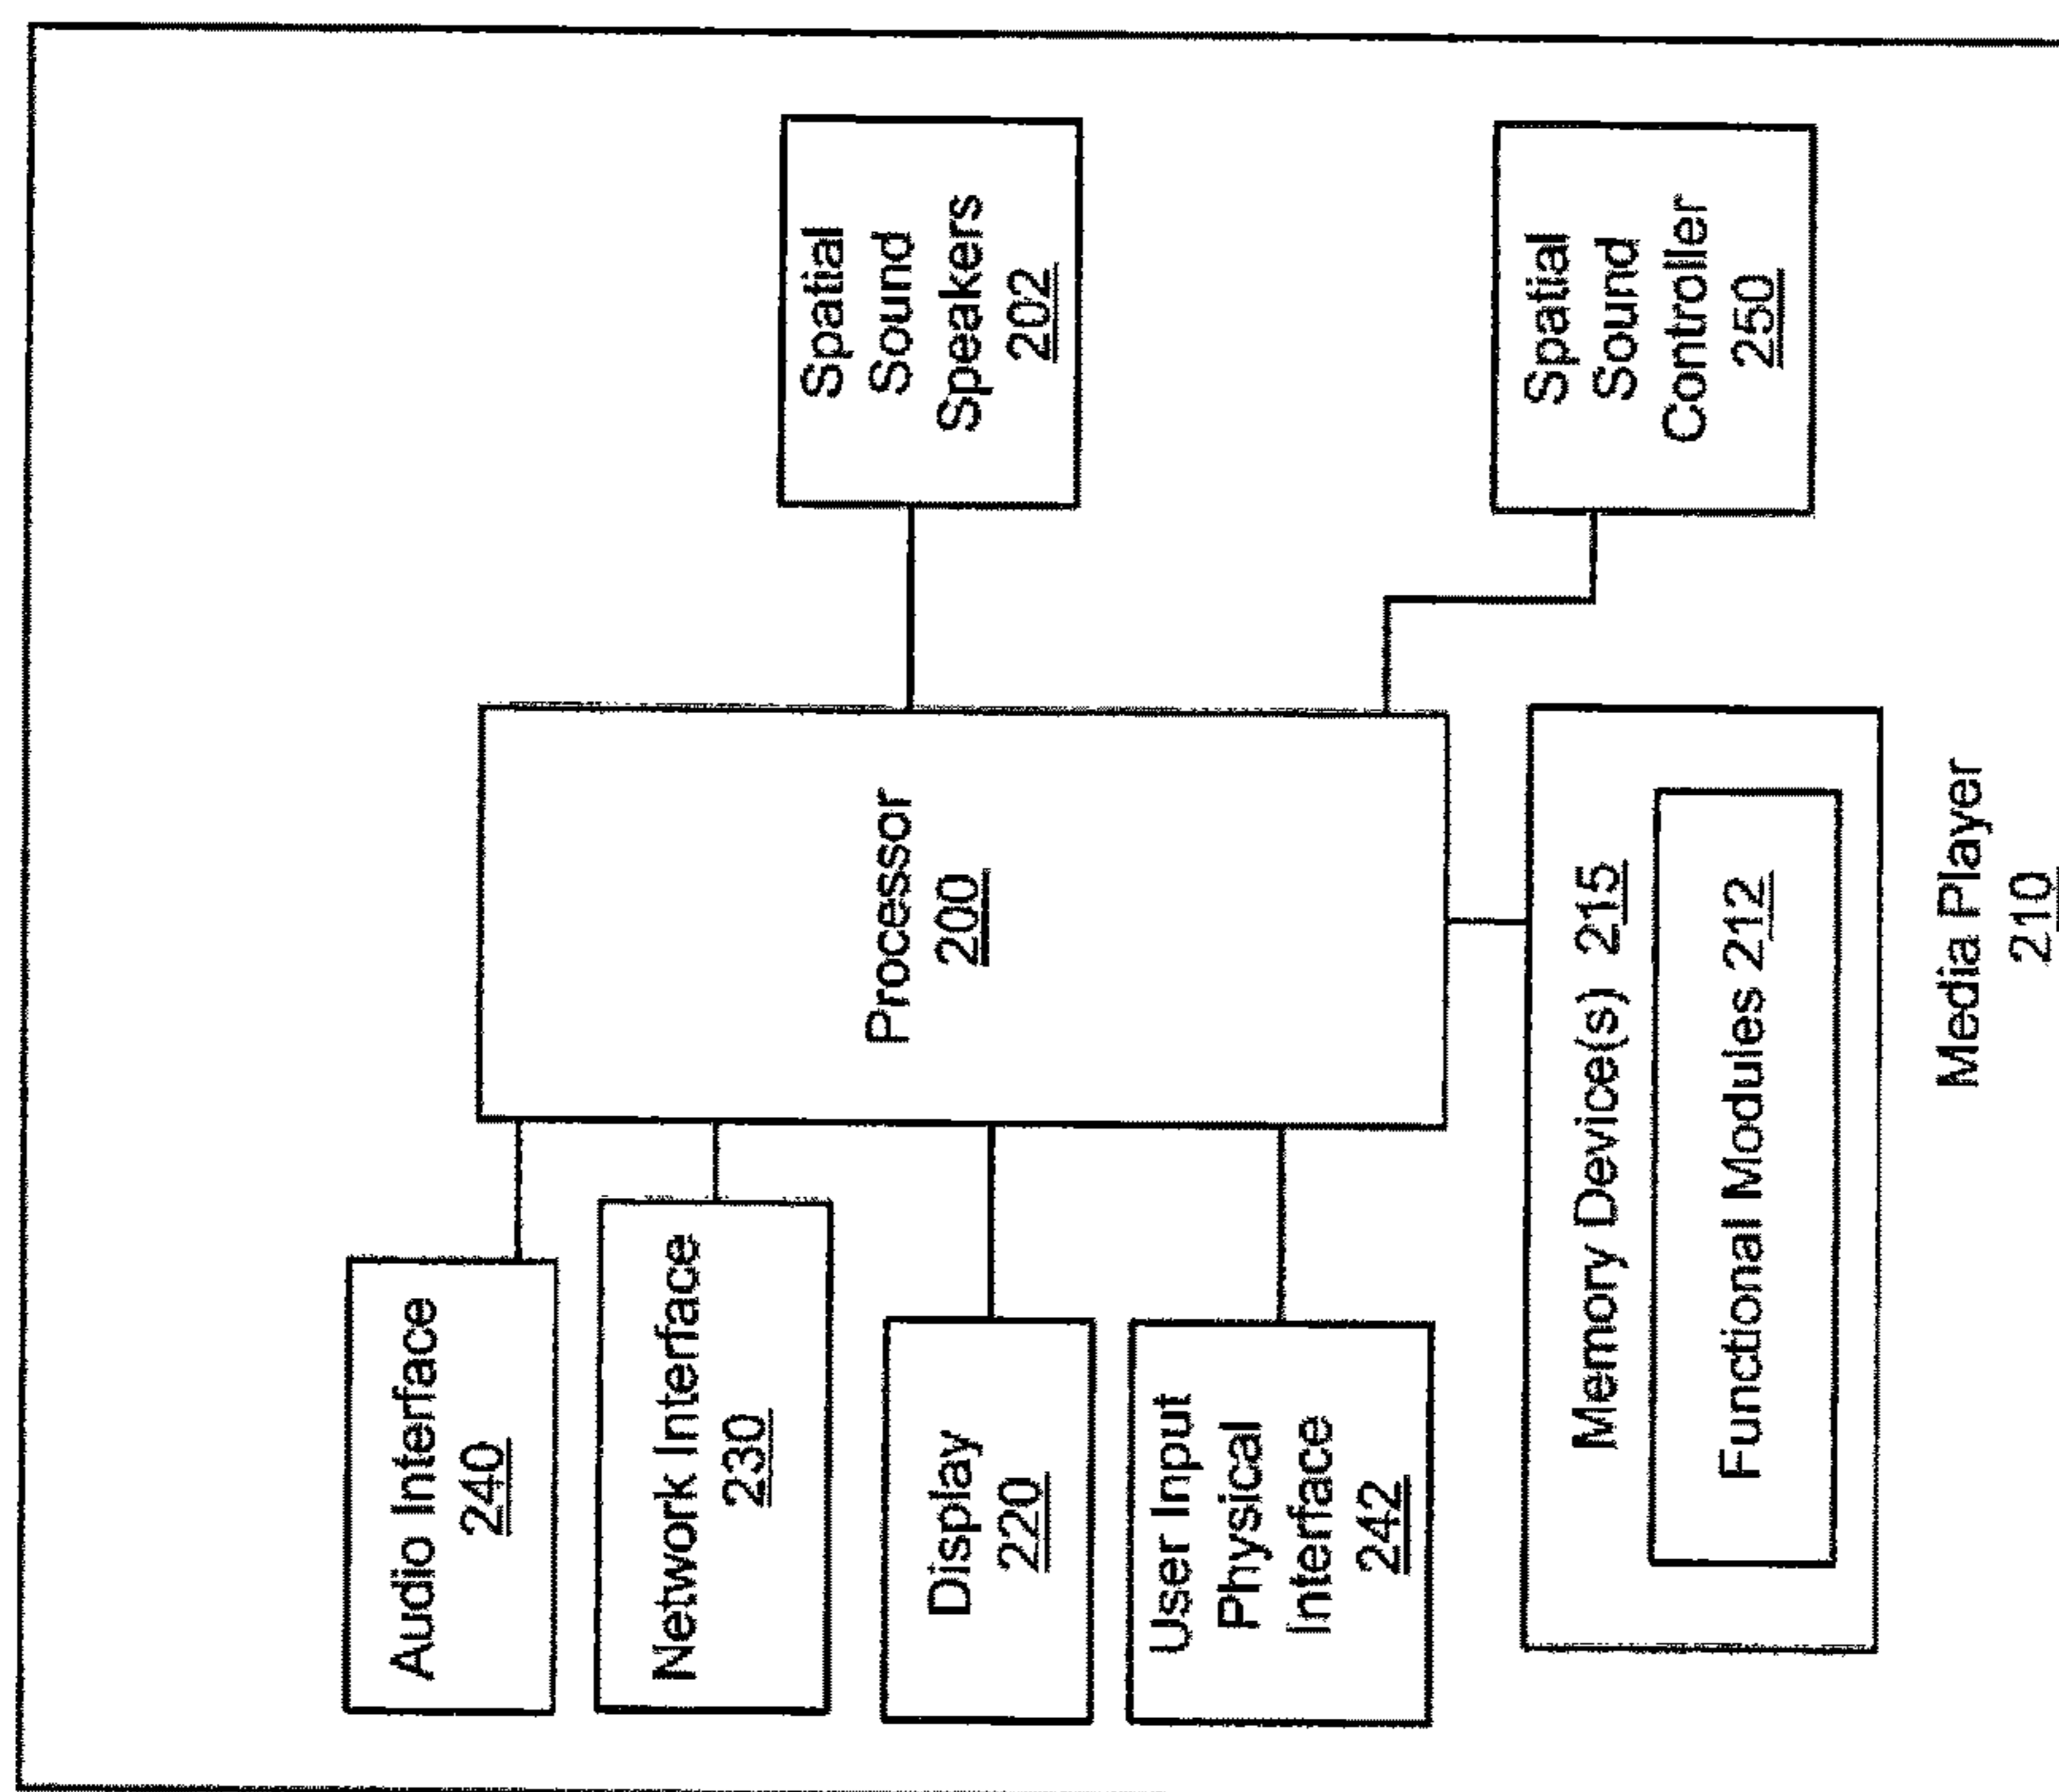 Audio Interface
240
Network Interface
230
Display
220
User Input
Physical
Interface
242
Processor
200
Spatial
Sound
Speakers
202
Spatial
Sound
Controller
250
Memory Device(s) 215
Functional Modules 212
Media Player
210